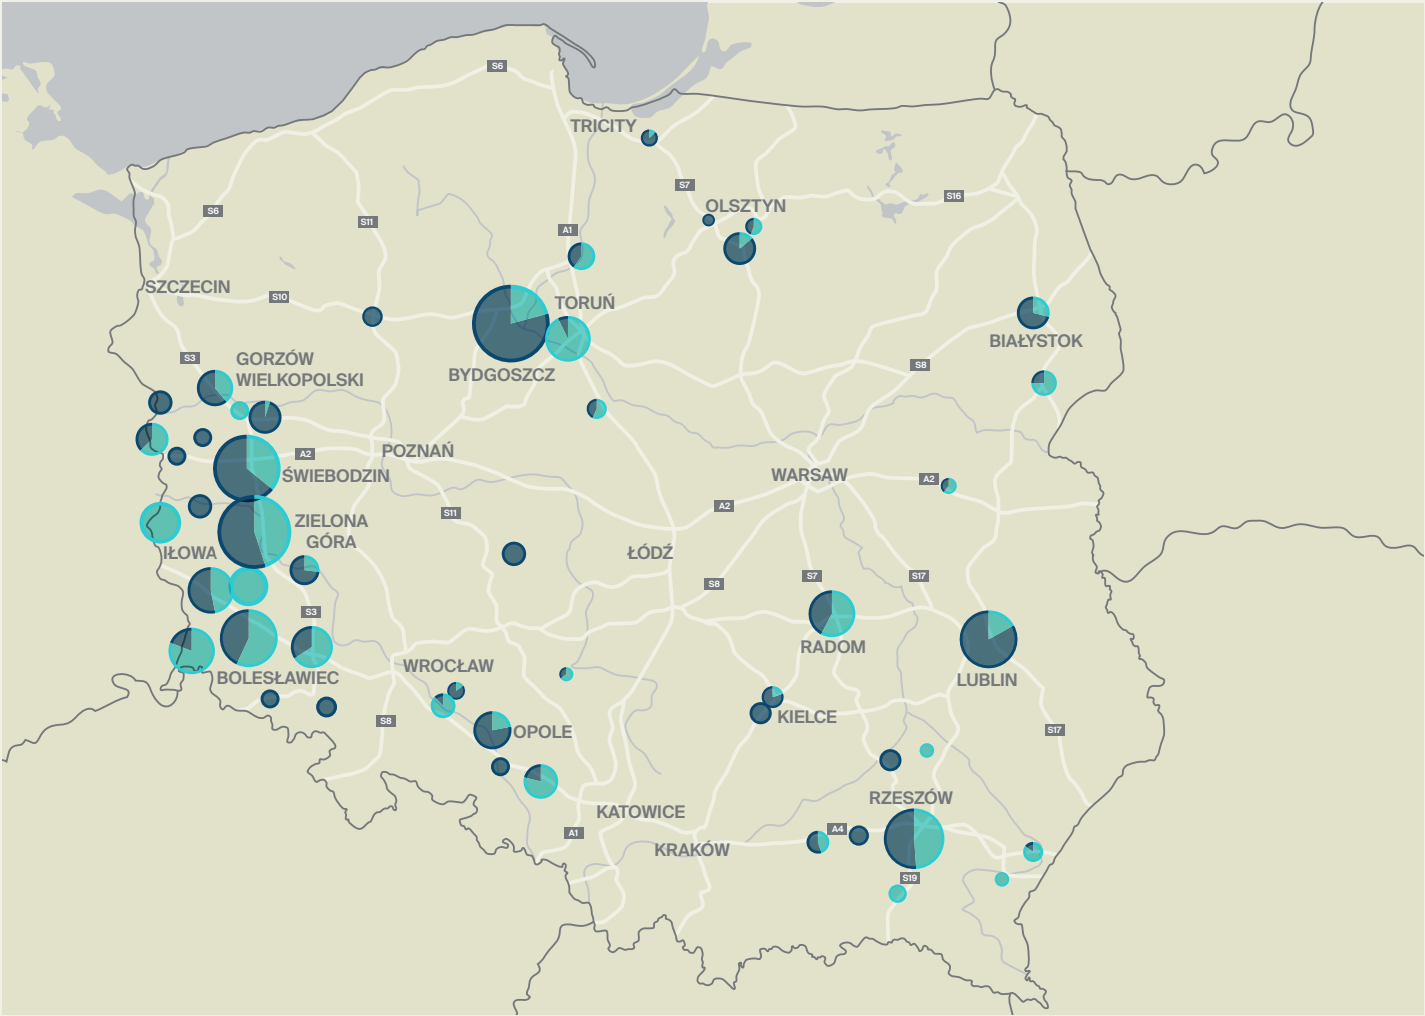 S6
TRICITY
S7
S16
OLSZTYN
S6
S11
A1
SZCZECIN
S10
TORUŃ
BIAŁYSTOK
S3
GORZÓW
WIELKOPOLSKI
BYDGOSZCZ
S8
A2
POZNAŃ
ŚWIEBODZIN
WARSAW
A2
A2
S11
ZIELONA
GÓRA
IŁOWA
ŁÓDŹ
S8
S7
S17
S3
RADOM
WROCŁAW
BOLESŁAWIEC
LUBLIN
S8
KIELCE
OPOLE
S17
RZESZÓW
KATOWICE
A1
A4
KRAKÓW
S19